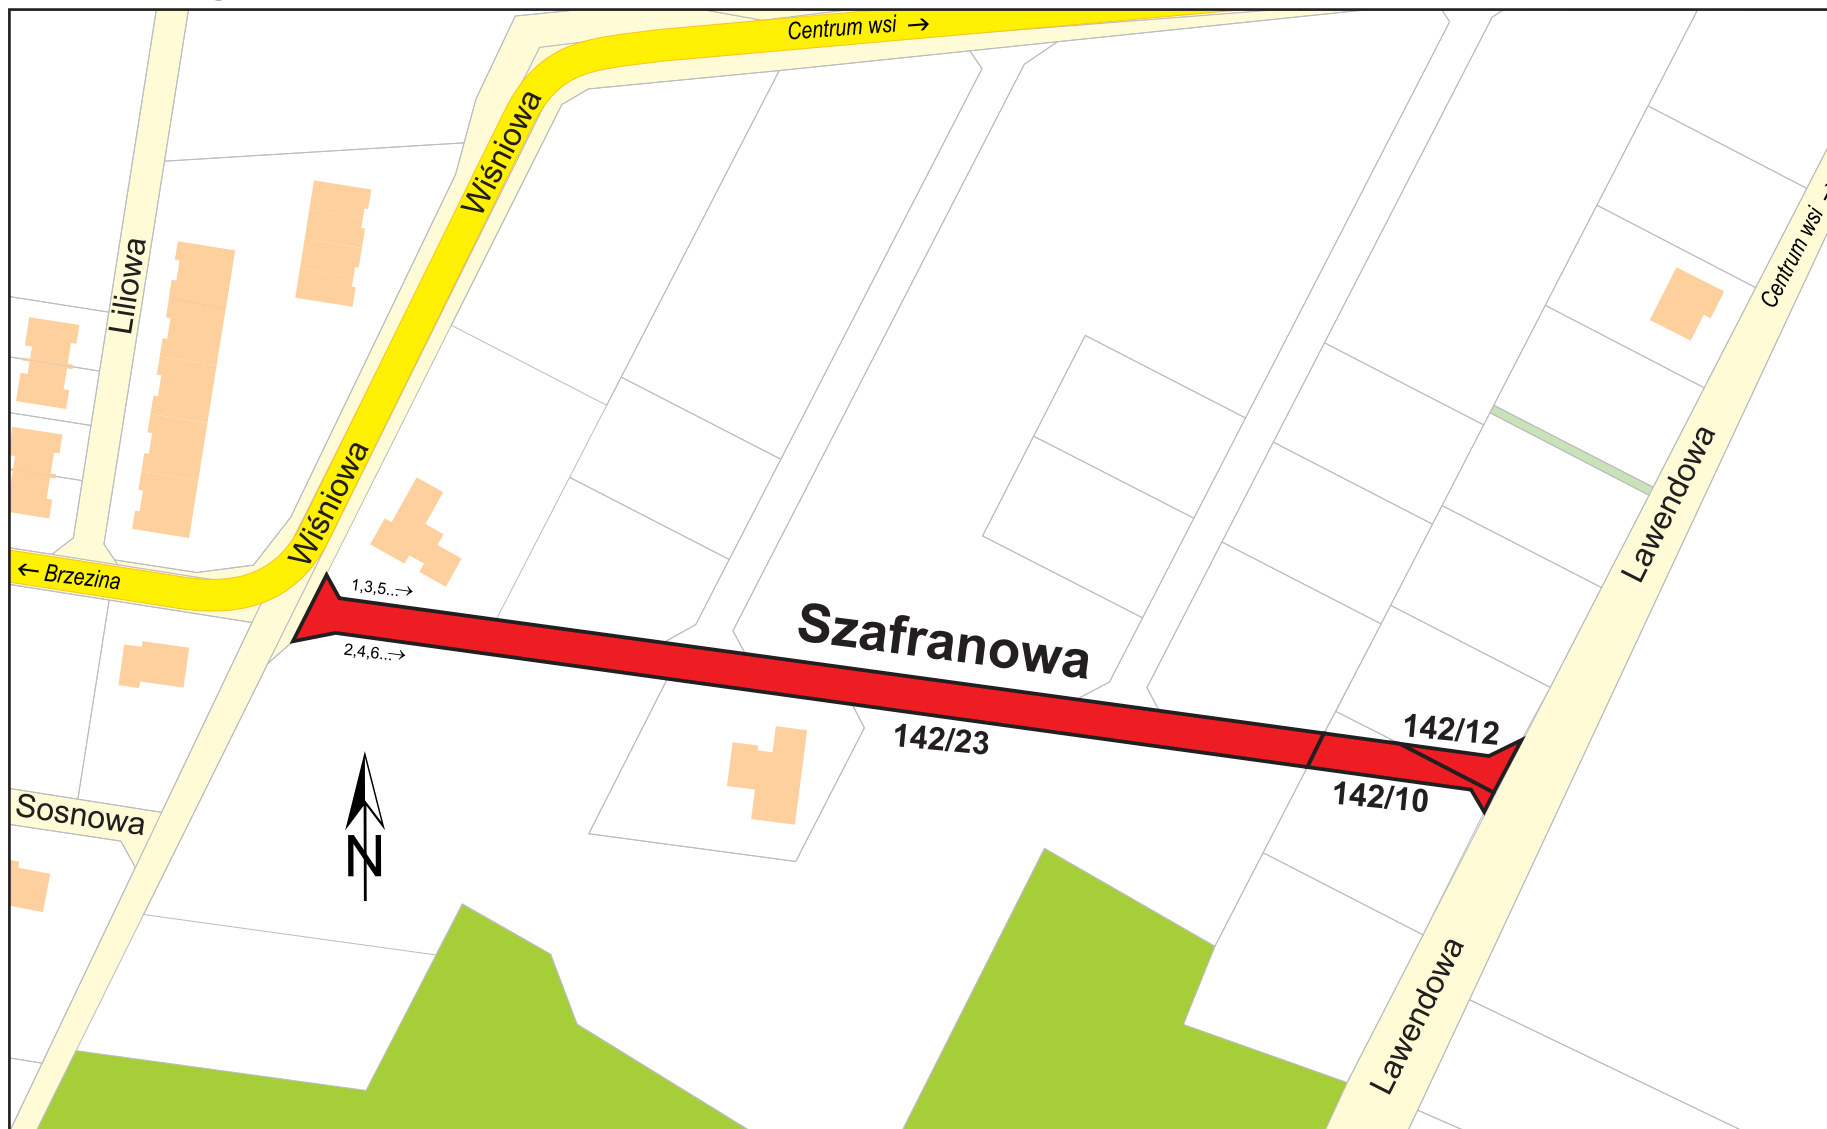 Centrum wsi →
Wiśniowa
Centrum wsi →
Liliowa
Wiśniowa
Lawendowa
← Brzezina
1,3,5...→
2,4,6...→
Szafranowa
142/23
142/12
142/10
Sosnowa
N
Lawendowa